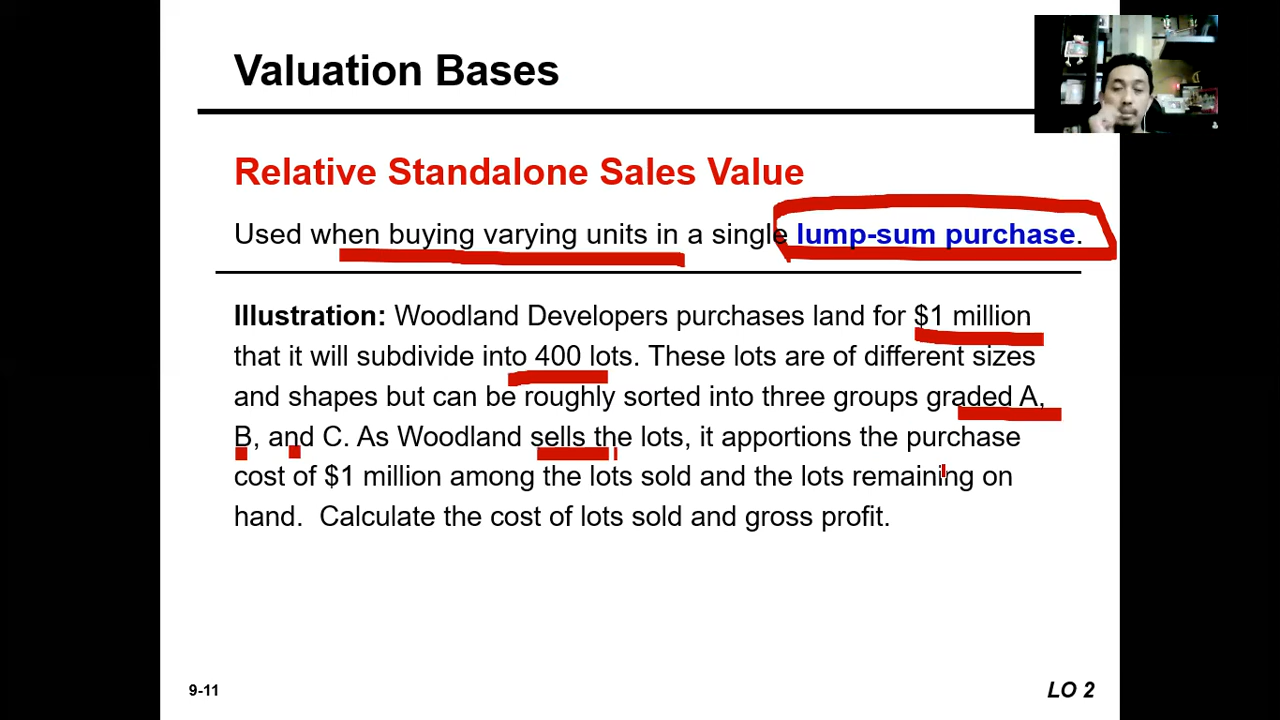 Valuation Bases
Relative Standalone Sales Value
Used when buying varying units in a single lump-sum purchase.
Illustration: Woodland Developers purchases land for $1 million
that it will subdivide into 400 lots. These lots are of different sizes
and shapes but can be roughly sorted into three groups graded A,
B, and C. As Woodland sells the lots, it apportions the purchase
cost of $1 million among the lots sold and the lots remaining on
hand. Calculate the cost of lots sold and gross profit.
9-11
LO 2